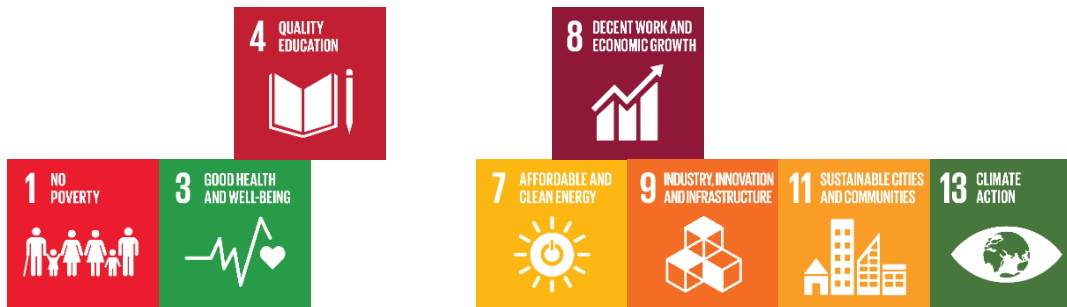 4 QUALITY
EDUCATION
8 DECENT WORK AND
ECONOMIC GROWTH
1 NO
POVERTY
3 GOOD HEALTH
AND WELL-BEING
7 AFFORDABLE AND
CLEAN ENERGY
9 INDUSTRY, INNOVATION
AND INFRASTRUCTURE
11 SUSTAINABLE CITIES
AND COMMUNITIES
13 CLIMATE
ACTION